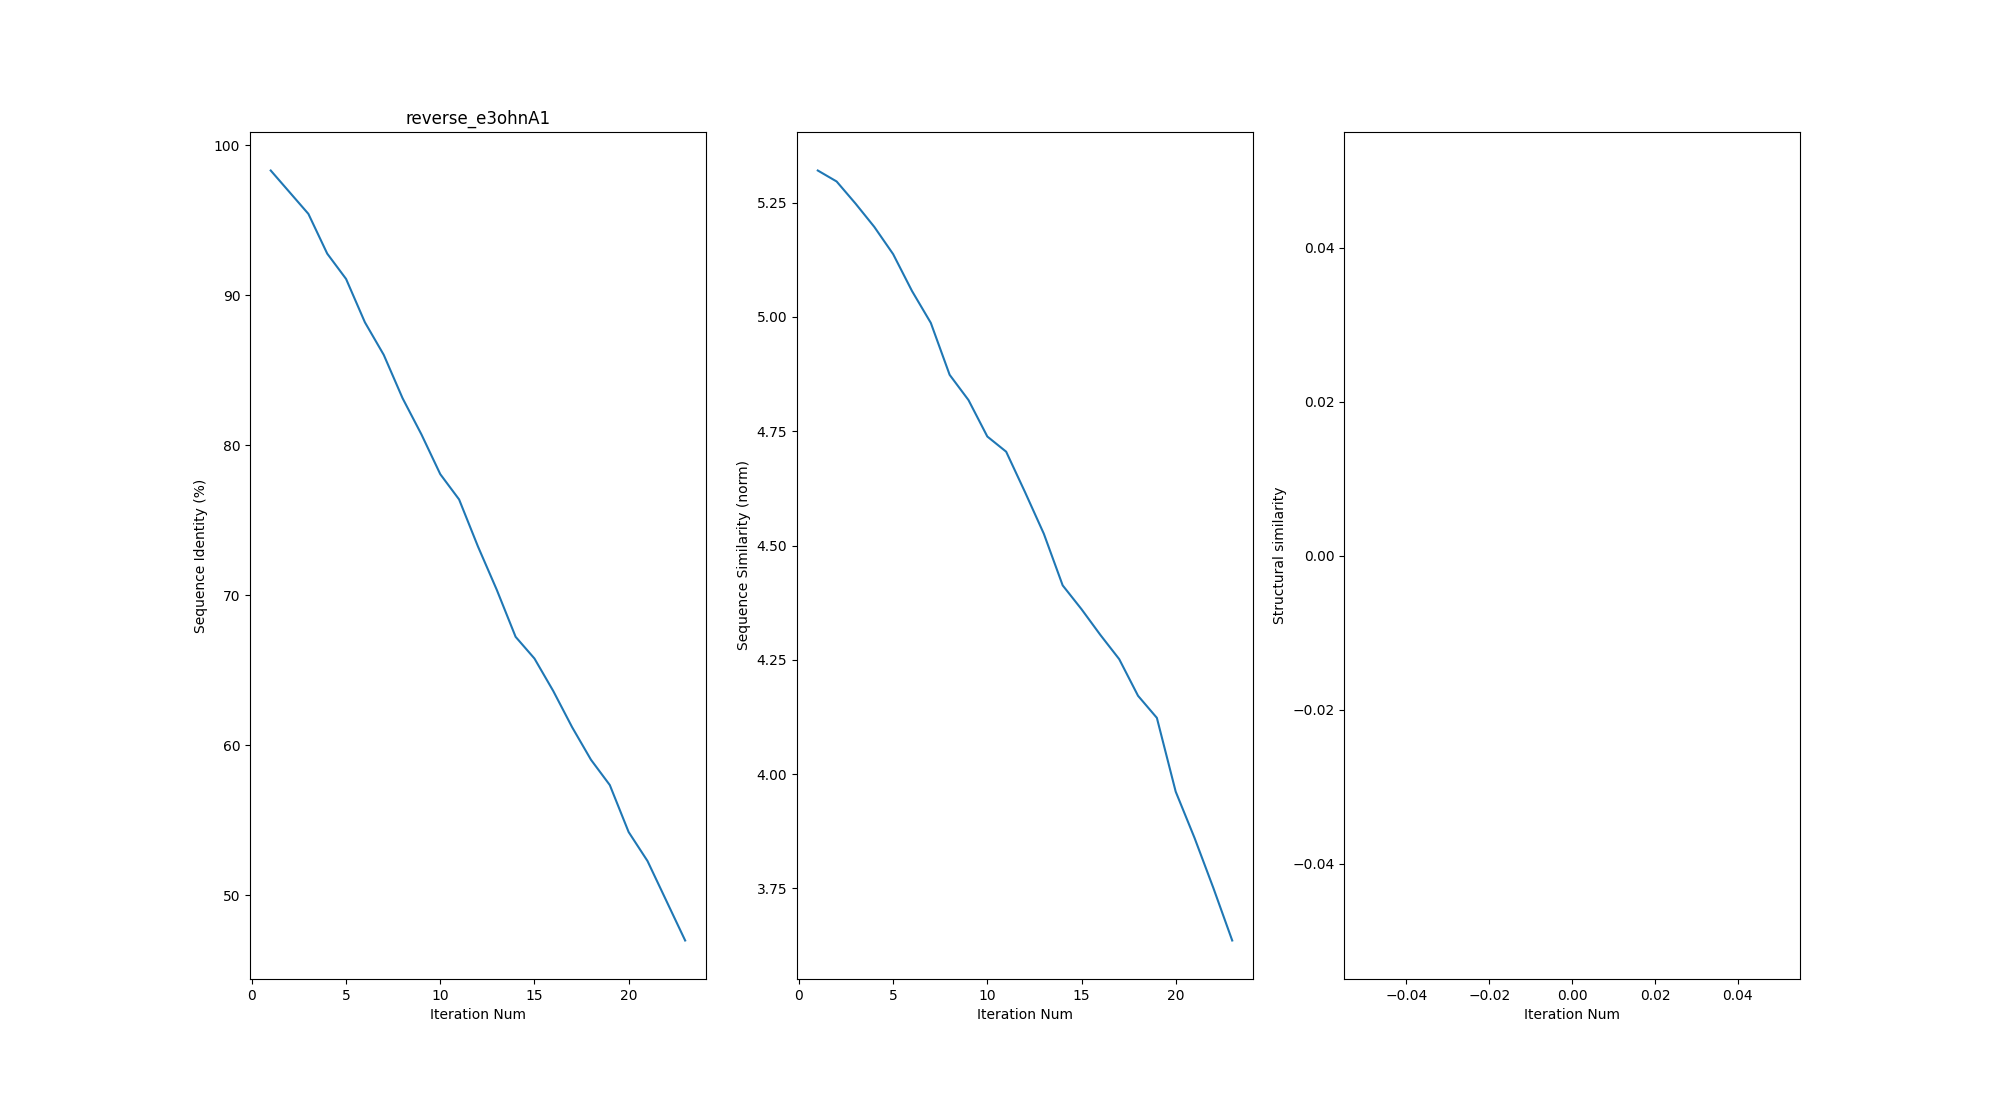 reverse_e3ohnA1
100
90
80
70
60
50
Sequence Identity (%)
0 5 10 15 20
Iteration Num
5.25
5.00
4.75
4.50
4.25
4.00
3.75
Sequence Similarity (norm)
0 5 10 15 20
Iteration Num
0.04
0.02
0.00
−0.02
−0.04
Structural similarity
−0.04 −0.02 0.00 0.02 0.04
Iteration Num